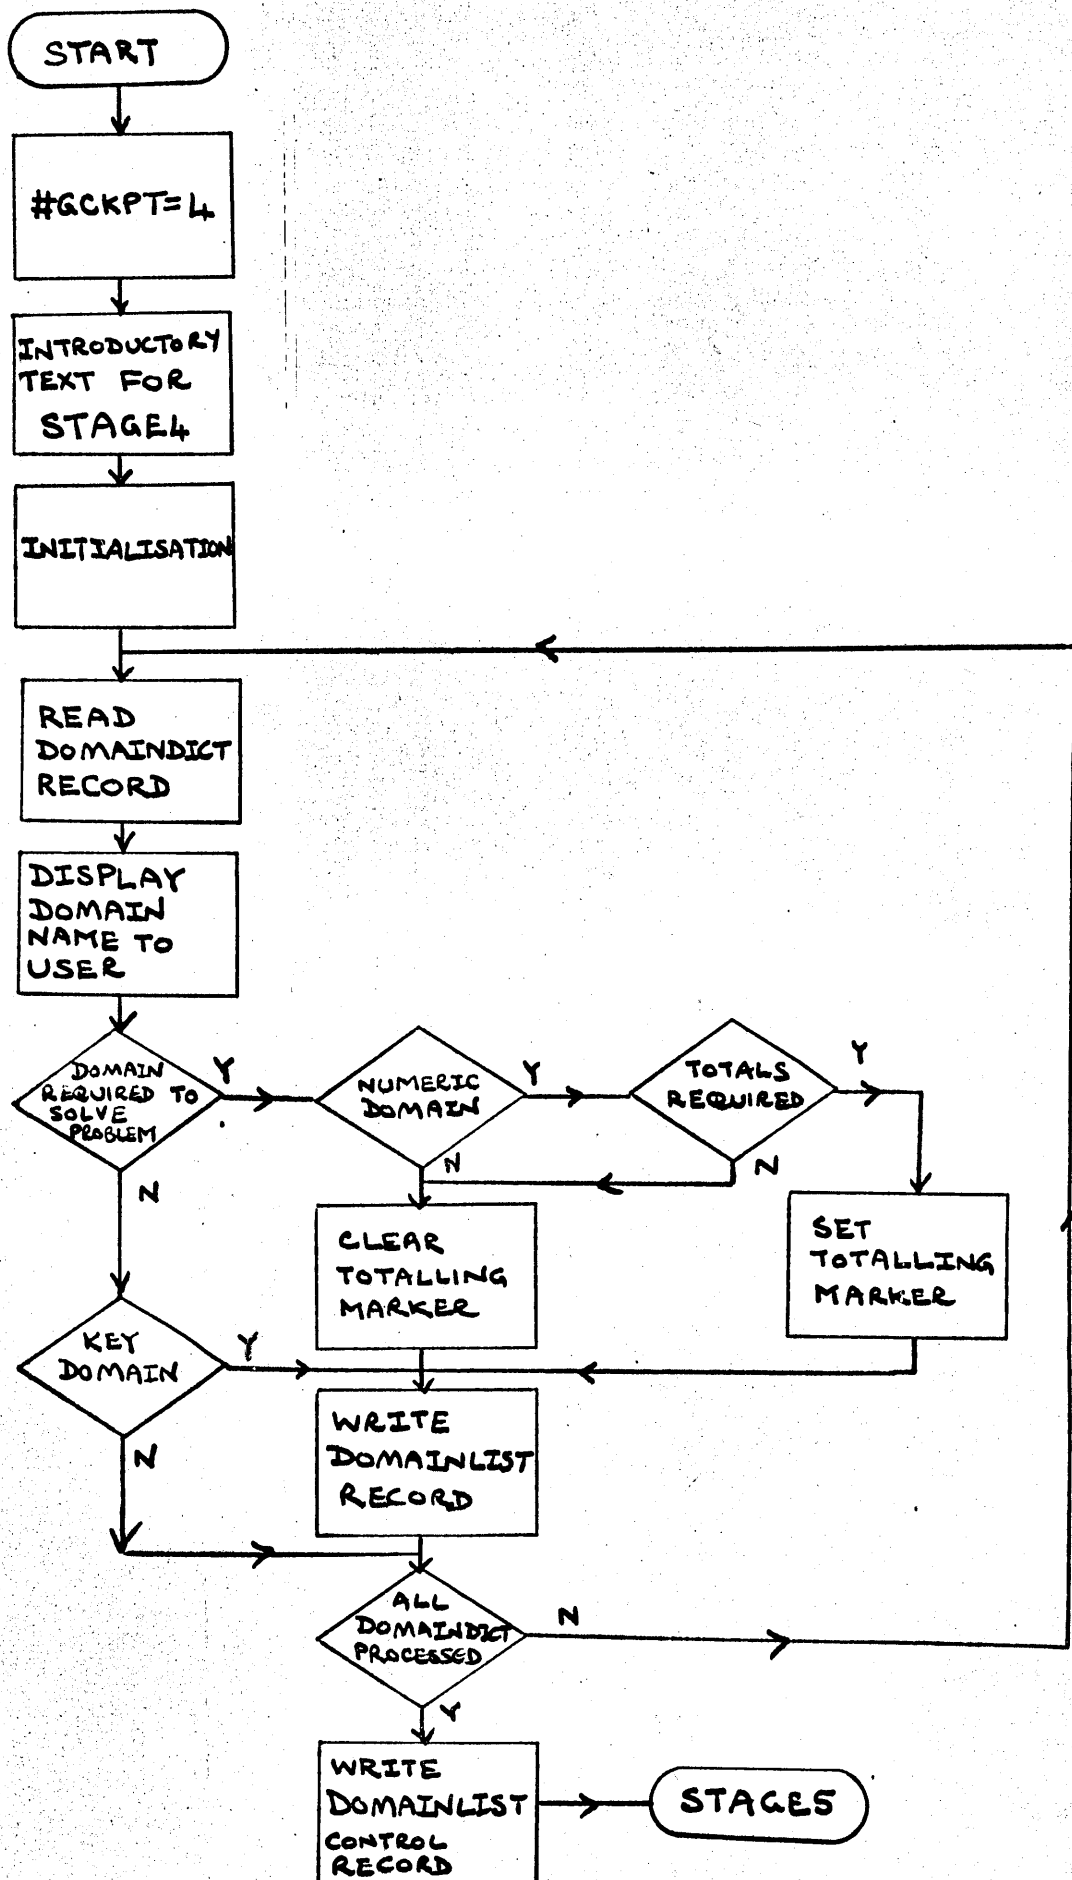 START
#GCKPT=4
INTRODUCTORY
TEXT FOR
STAGE4
INITIALISATION
READ
DOMAINDICT
RECORD
DISPLAY
DOMAIN
NAME TO
USER
DOMAIN
REQUIRED TO
SOLVE
PROBLEM
Y
N
NUMERIC
DOMAIN
Y
N
TOTALS
REQUIRED
Y
N
CLEAR
TOTALLING
MARKER
SET
TOTALLING
MARKER
KEY
DOMAIN
Y
N
WRITE
DOMAINLIST
RECORD
ALL
DOMAINDICT
PROCESSED
N
Y
WRITE
DOMAINLIST
CONTROL
RECORD
STAGE5